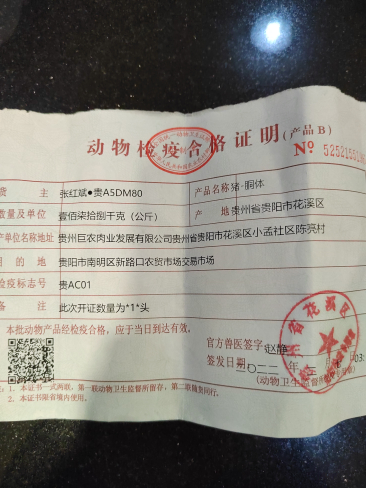 动物检疫合格证明(产品B)
No 525215
货 主 张红斌●贵A5DM80 产品名称 猪·胴体
数量及单位 壹佰柒拾捌千克(公斤) 产 地 贵州省贵阳市花溪区
产单位名称地址 贵州巨农肉业发展有限公司贵州省贵阳市花溪区小孟社区陈亮村
目 的 地 贵阳市南明区新路口农贸市场交易市场
检疫标志号 贵AC01
备 注 此次开证数量为*1*头
本批动物产品经检疫合格,应于当日到达有效。
官方兽医签字:赵静
签发日期:二〇二二年
(动物卫生监督所
注:1. 本证书一式两联,第一联动物卫生监督所留存,第二联随货同行。
2. 本证书限省境内使用。